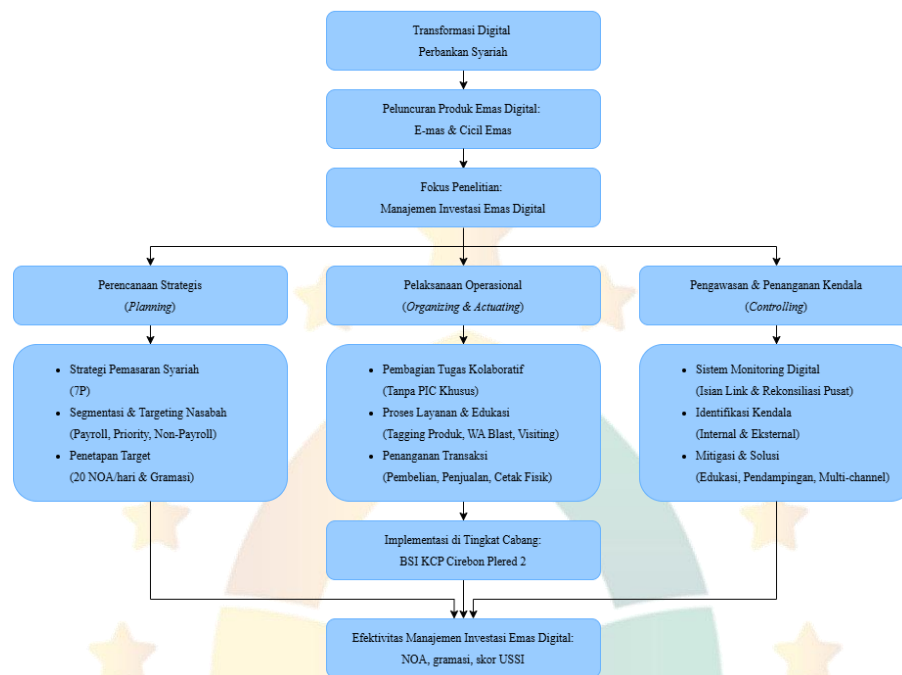 Transformasi Digital
Perbankan Syariah
Peluncuran Produk Emas Digital:
E-mas & Cicil Emas
Fokus Penelitian:
Manajemen Investasi Emas Digital
Perencanaan Strategis
(Planning)
Pelaksanaan Operasional
(Organizing & Actuating)
Pengawasan & Penanganan Kendala
(Controlling)
• Strategi Pemasaran Syariah
(7P)
• Segmentasi & Targeting Nasabah
(Payroll, Priority, Non-Payroll)
• Penetapan Target
(20 NOA/hari & Gramasi)
• Pembagian Tugas Kolaboratif
(Tanpa PIC Khusus)
• Proses Layanan & Edukasi
(Tagging Produk, WA Blast, Visiting)
• Penanganan Transaksi
(Pembelian, Penjualan, Cetak Fisik)
• Sistem Monitoring Digital
(Isian Link & Rekonsiliasi Pusat)
• Identifikasi Kendala
(Internal & Eksternal)
• Mitigasi & Solusi
(Edukasi, Pendampingan, Multi-channel)
Implementasi di Tingkat Cabang:
BSI KCP Cirebon Plered 2
Efektivitas Manajemen Investasi Emas Digital:
NOA, gramasi, skor USSI